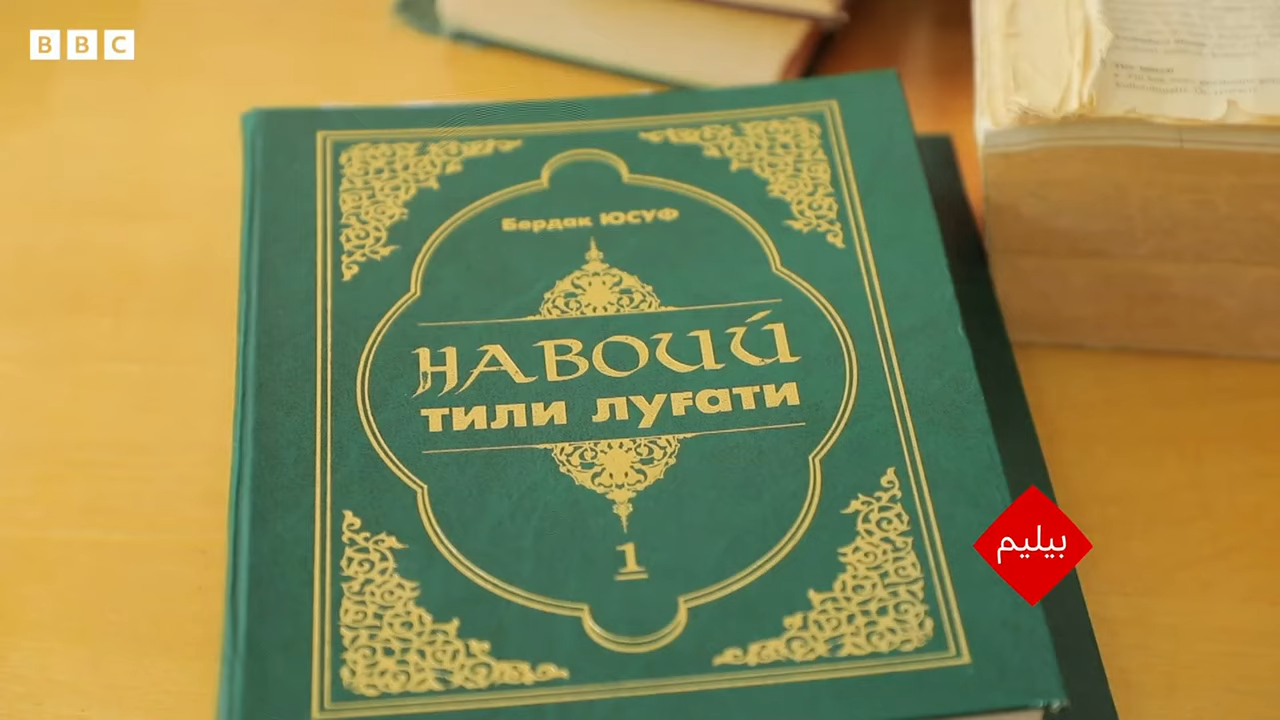 BBC
Бердак ЮСУФ
НАВОИЙ
ТИЛИ ЛУҒАТИ
1
بیلیم